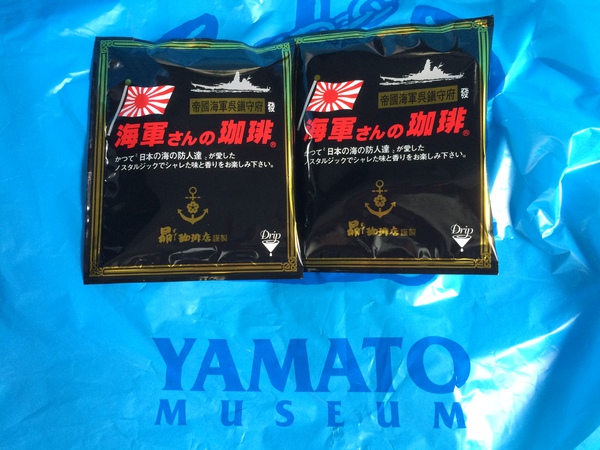 帝國海軍呉鎮守府 發
海軍さんの珈琲®
かつて「日本の海の防人達」が愛した
ノスタルジックでシャレた味と香りをお楽しみ下さい。
昴珈琲店 謹製
Drip
帝國海軍呉鎮守府 發
海軍さんの珈琲®
かつて「日本の海の防人達」が愛した
ノスタルジックでシャレた味と香りをお楽しみ下さい。
昴珈琲店 謹製
Drip
YAMATO
MUSEUM